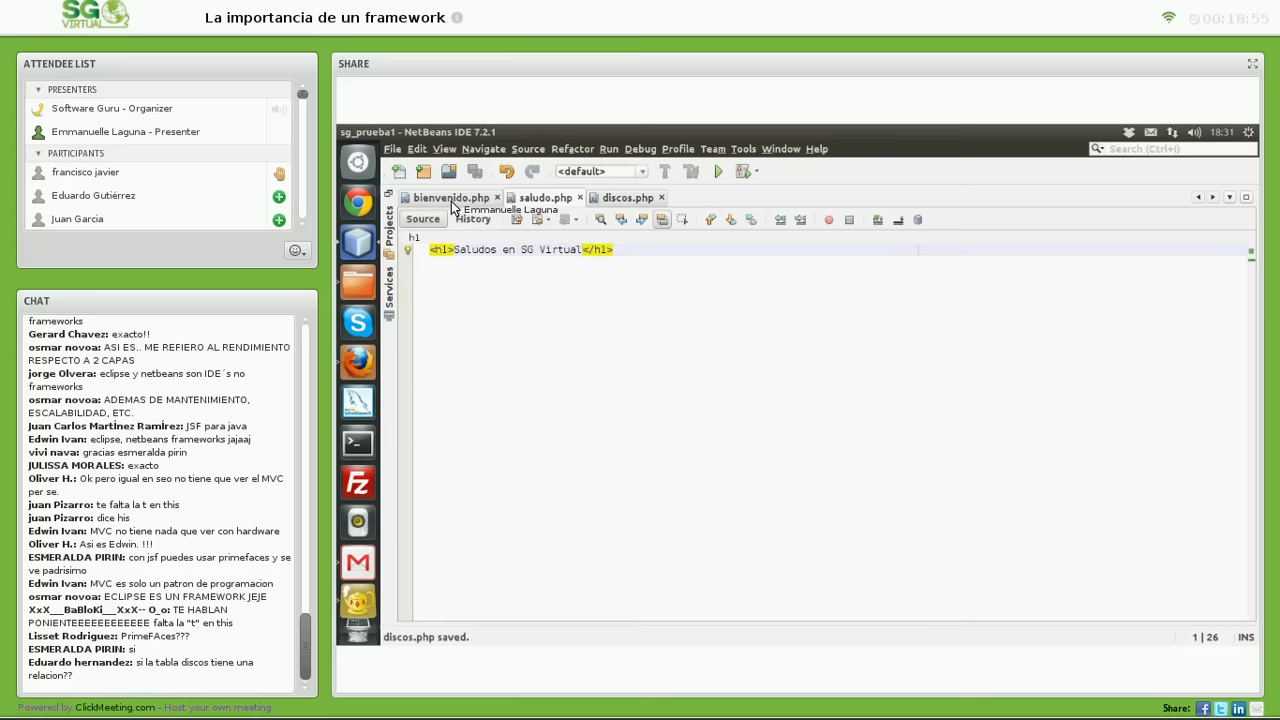 SG
VIRTUAL
La importancia de un framework
00:18:55
ATTENDEE LIST
PRESENTERS
Software Guru - Organizer
Emmanuelle Laguna - Presenter
PARTICIPANTS
francisco javier
Eduardo Gutiérrez
Juan Garcia
CHAT
frameworks
Gerard Chavez: exacto!!
osmar novoa: ASI ES.. ME REFIERO AL RENDIMIENTO
RESPECTO A 2 CAPAS
jorge Olvera: eclipse y netbeans son IDE´s no
frameworks
osmar novoa: ADEMAS DE MANTENIMIENTO,
ESCALABILIDAD, ETC.
Juan Carlos Martínez Ramírez: JSF para java
Edwin Ivan: eclipse, netbeans frameworks jajaaj
vivi nava: gracias esmeralda pirin
JULISSA MORALES: exacto
Oliver H.: Ok pero igual en seo no tiene que ver el MVC
per se.
juan Pizarro: te falta la t en this
juan Pizarro: dice his
Edwin Ivan: MVC no tiene nada que ver con hardware
Oliver H.: Asi es Edwin. !!!
ESMERALDA PIRIN: con jsf puedes usar primefaces y se
ve padrisimo
Edwin Ivan: MVC es solo un patron de programacion
osmar novoa: ECLIPSE ES UN FRAMEWORK JEJE
XxX___BaBloKi___XxX-- O_o: TE HABLAN
PONIENTEEEEEEEEEEEE faltaba la "t" en this
Lisset Rodriguez: PrimeFAces???
ESMERALDA PIRIN: si
Eduardo hernandez: si la tabla discos tiene una
relacion??
SHARE
sg_prueba1 - NetBeans IDE 7.2.1
18:31
File Edit View Navigate Source Refactor Run Debug Profile Team Tools Window Help
Search (Ctrl+I)
<default>
bienvenido.php saludo.php discos.php
Emmanuelle Laguna
Source History
Projects
Services
h1
<h1>Saludos en SG Virtual</h1>
discos.php saved.
1 | 26 INS
Powered by ClickMeeting.com - Host your own meeting
Share: